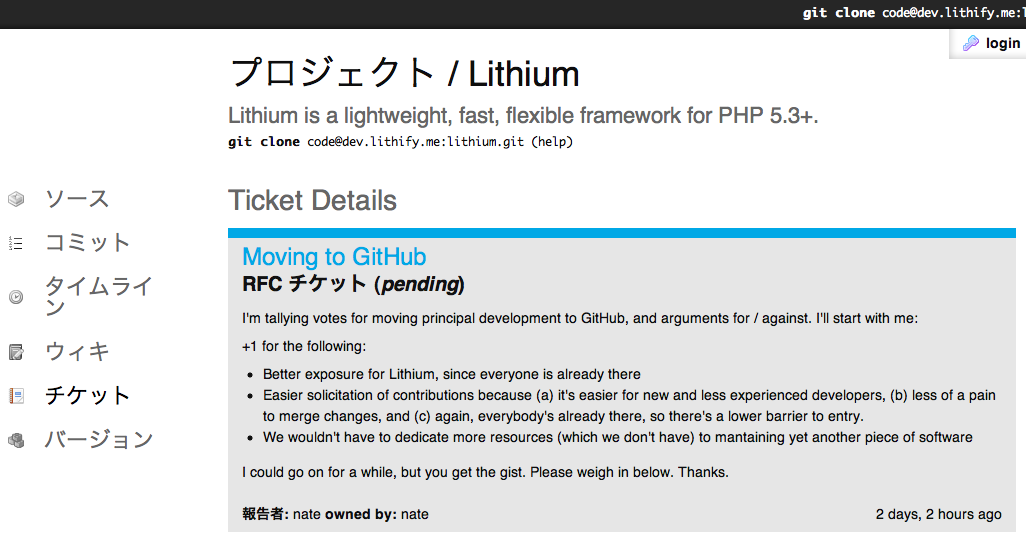 git clone code@dev.lithify.me:l
login
プロジェクト / Lithium
Lithium is a lightweight, fast, flexible framework for PHP 5.3+.
git clone code@dev.lithify.me:lithium.git (help)
ソース
コミット
タイムライ
ン
ウィキ
チケット
バージョン
Ticket Details
Moving to GitHub
RFC チケット (pending)
I'm tallying votes for moving principal development to GitHub, and arguments for / against. I'll start with me:
+1 for the following:
Better exposure for Lithium, since everyone is already there
Easier solicitation of contributions because (a) it's easier for new and less experienced developers, (b) less of a pain
to merge changes, and (c) again, everybody's already there, so there's a lower barrier to entry.
We wouldn't have to dedicate more resources (which we don't have) to mantaining yet another piece of software
I could go on for a while, but you get the gist. Please weigh in below. Thanks.
報告者: nate owned by: nate 2 days, 2 hours ago